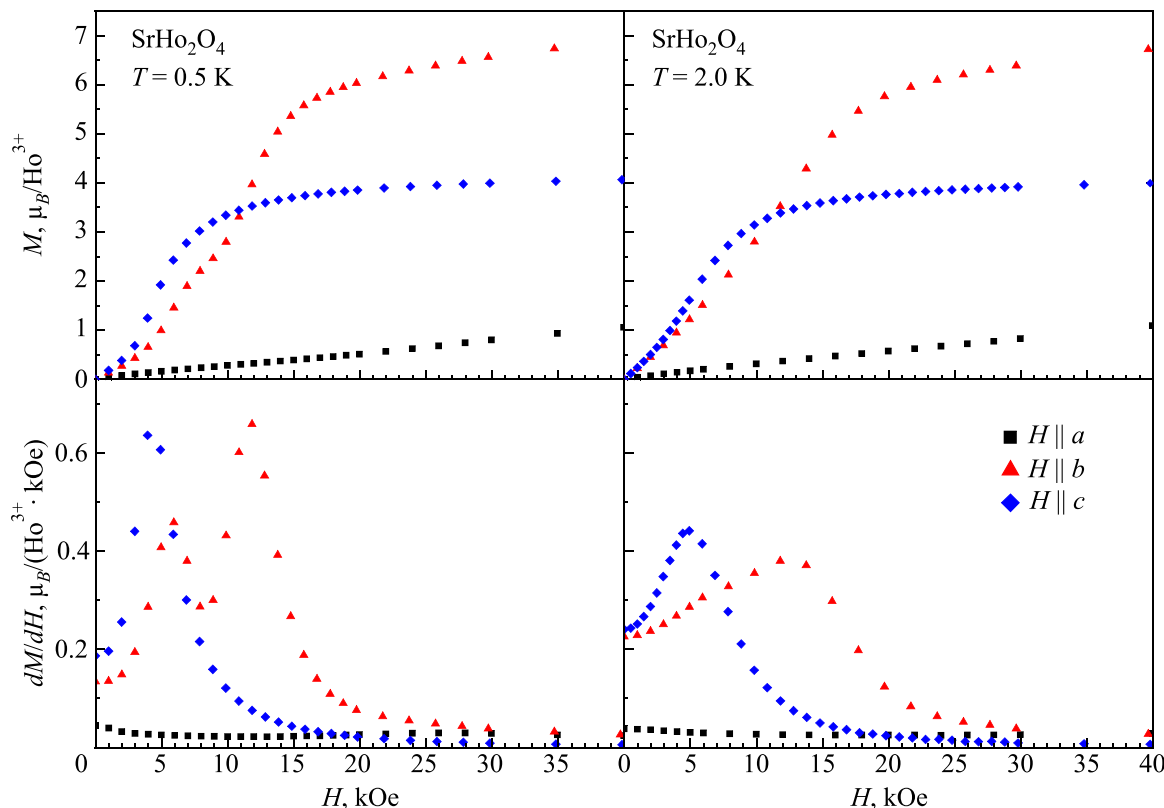 SrHo₂O₄
T = 0.5 K
SrHo₂O₄
T = 2.0 K
7
6
5
4
3
2
1
0
M, μ_B/Ho³⁺
0.6
0.4
0.2
0
dM/dH, μ_B/(Ho³⁺ · kOe)
H || a
H || b
H || c
5 10 15 20 25 30 35 0 5 10 15 20 25 30 35 40
H, kOe H, kOe